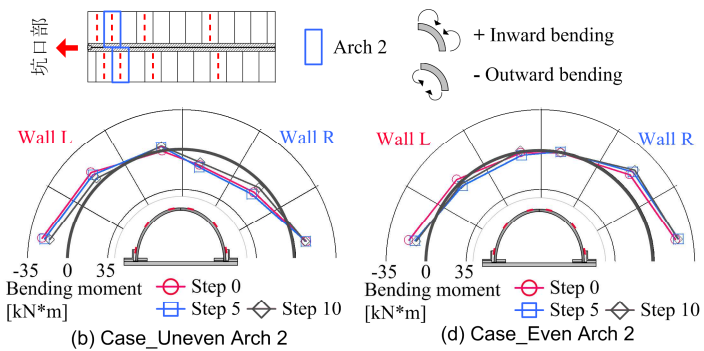 坑口部
Arch 2
+ Inward bending
- Outward bending
Wall L
Wall R
-35 0 35
Bending moment
[kN*m]
Step 0
Step 5
Step 10
(b) Case_Uneven Arch 2
Wall L
Wall R
-35 0 35
Bending moment
[kN*m]
Step 0
Step 5
Step 10
(d) Case_Even Arch 2